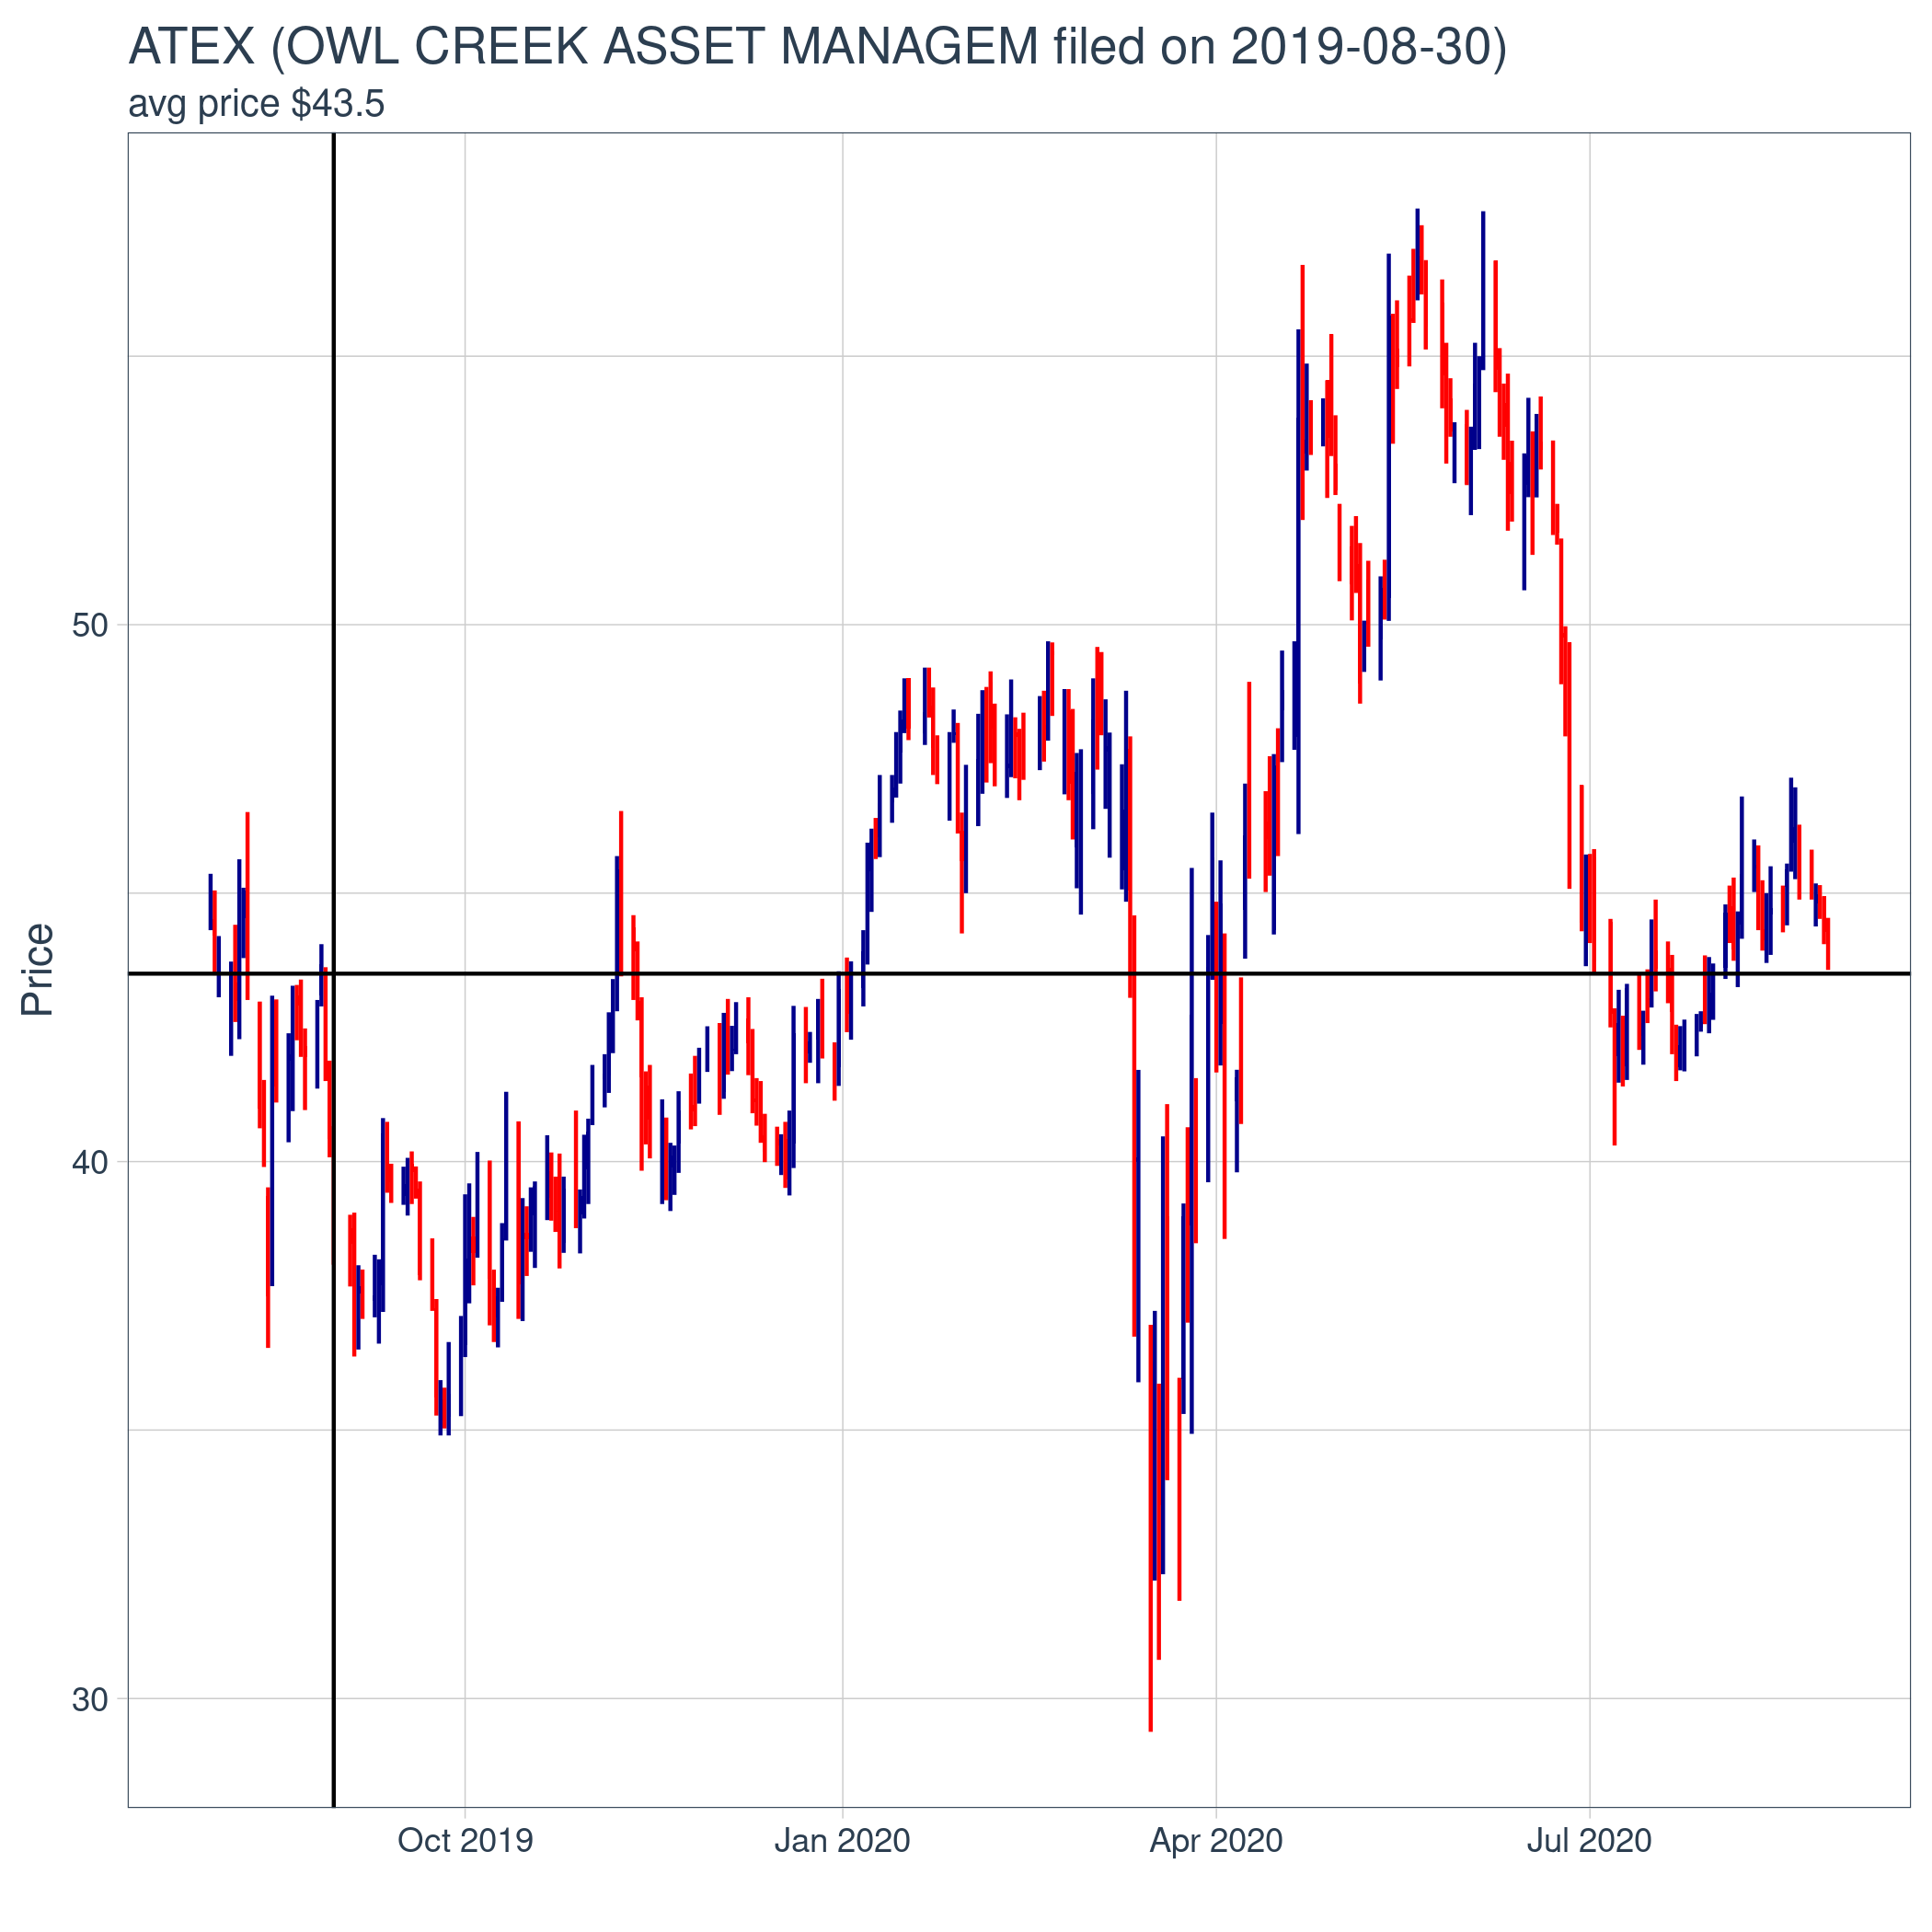 ATEX (OWL CREEK ASSET MANAGEM filed on 2019-08-30)
avg price $43.5
Price
50
40
30
Oct 2019
Jan 2020
Apr 2020
Jul 2020